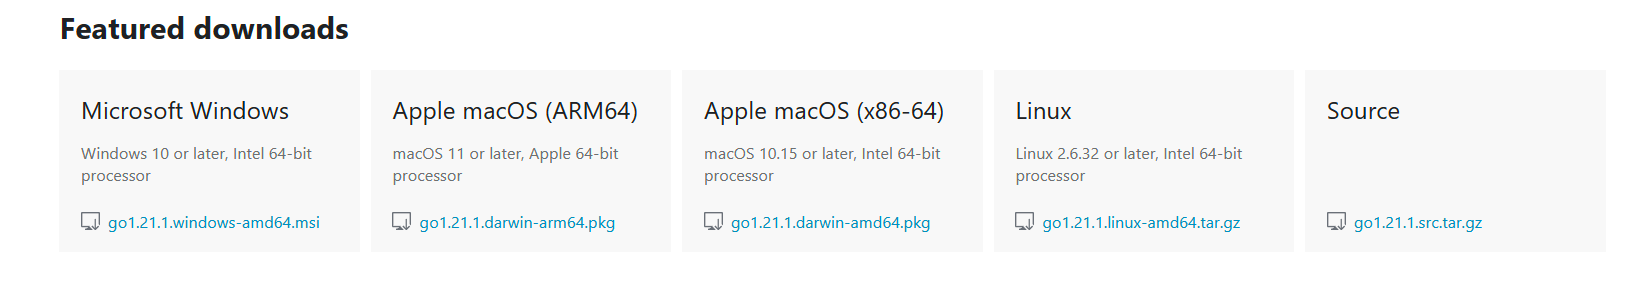 Featured downloads
Microsoft Windows
Windows 10 or later, Intel 64-bit
processor
go1.21.1.windows-amd64.msi
Apple macOS (ARM64)
macOS 11 or later, Apple 64-bit
processor
go1.21.1.darwin-arm64.pkg
Apple macOS (x86-64)
macOS 10.15 or later, Intel 64-bit
processor
go1.21.1.darwin-amd64.pkg
Linux
Linux 2.6.32 or later, Intel 64-bit
processor
go1.21.1.linux-amd64.tar.gz
Source
go1.21.1.src.tar.gz